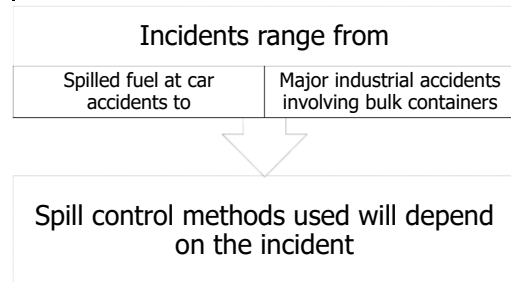 Incidents range from
Spilled fuel at car
accidents to
Major industrial accidents
involving bulk containers
Spill control methods used will depend
on the incident